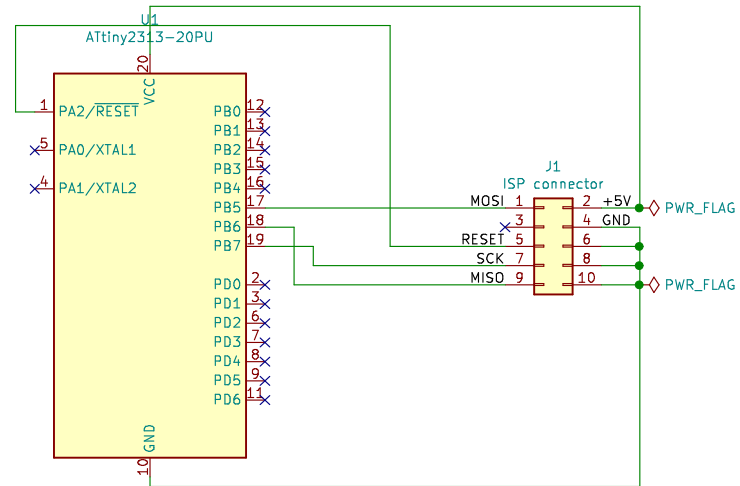 U1
ATtiny2313-20PU
20
VCC
1 PA2/RESET
5 PA0/XTAL1
4 PA1/XTAL2
PB0 12
PB1 13
PB2 14
PB3 15
PB4 16
PB5 17
PB6 18
PB7 19
PD0 2
PD1 3
PD2 6
PD3 7
PD4 8
PD5 9
PD6 11
GND
10
J1
ISP connector
MOSI 1 2 +5V PWR_FLAG
3 4 GND
RESET 5 6
SCK 7 8
MISO 9 10 PWR_FLAG